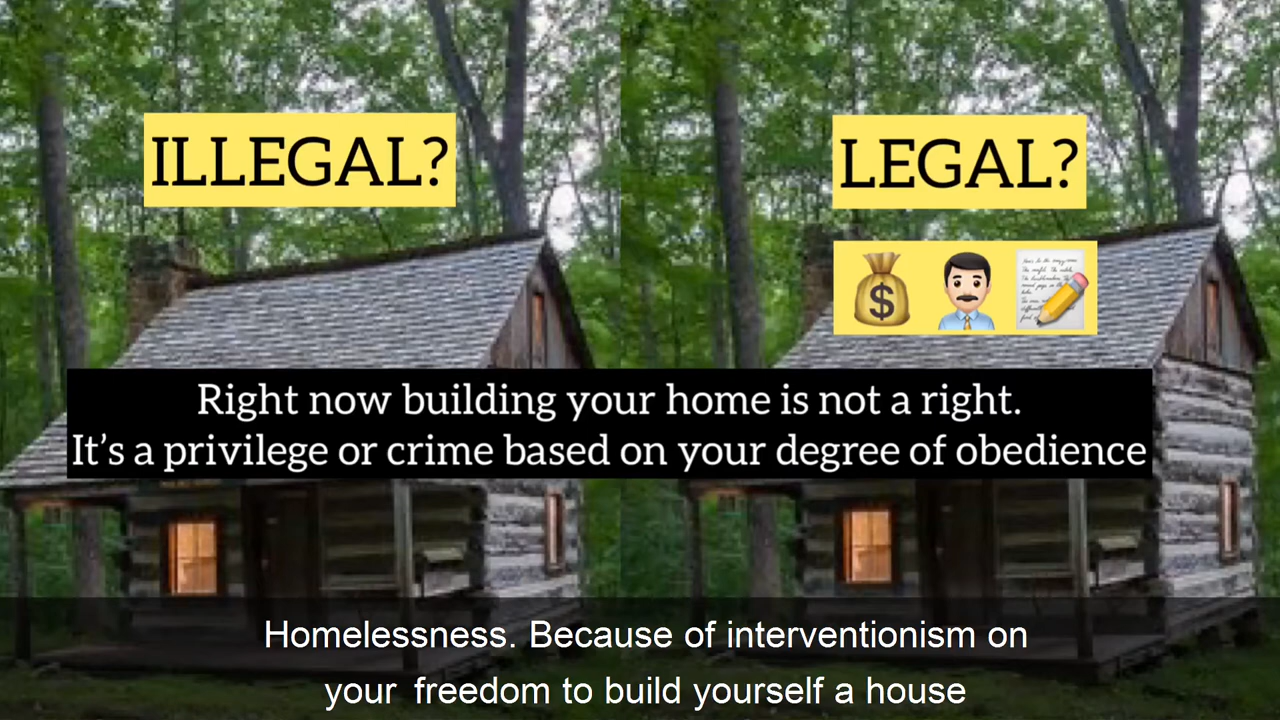 ILLEGAL?
LEGAL?
Right now building your home is not a right.
It's a privilege or crime based on your degree of obedience
Homelessness. Because of interventionism on
your freedom to build yourself a house